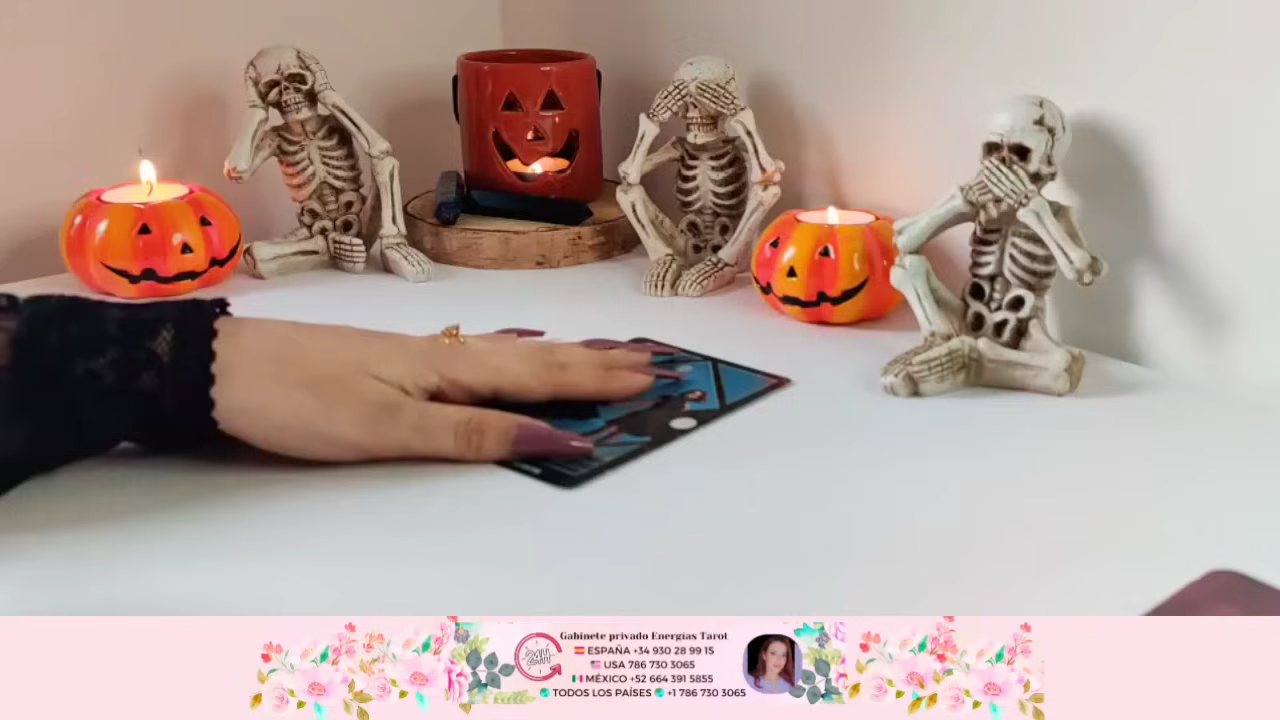 Gabinete privado Energías Tarot
ESPAÑA +34 930 28 99 15
USA 786 730 3065
MÉXICO +52 664 391 5855
TODOS LOS PAÍSES +1 786 730 3065